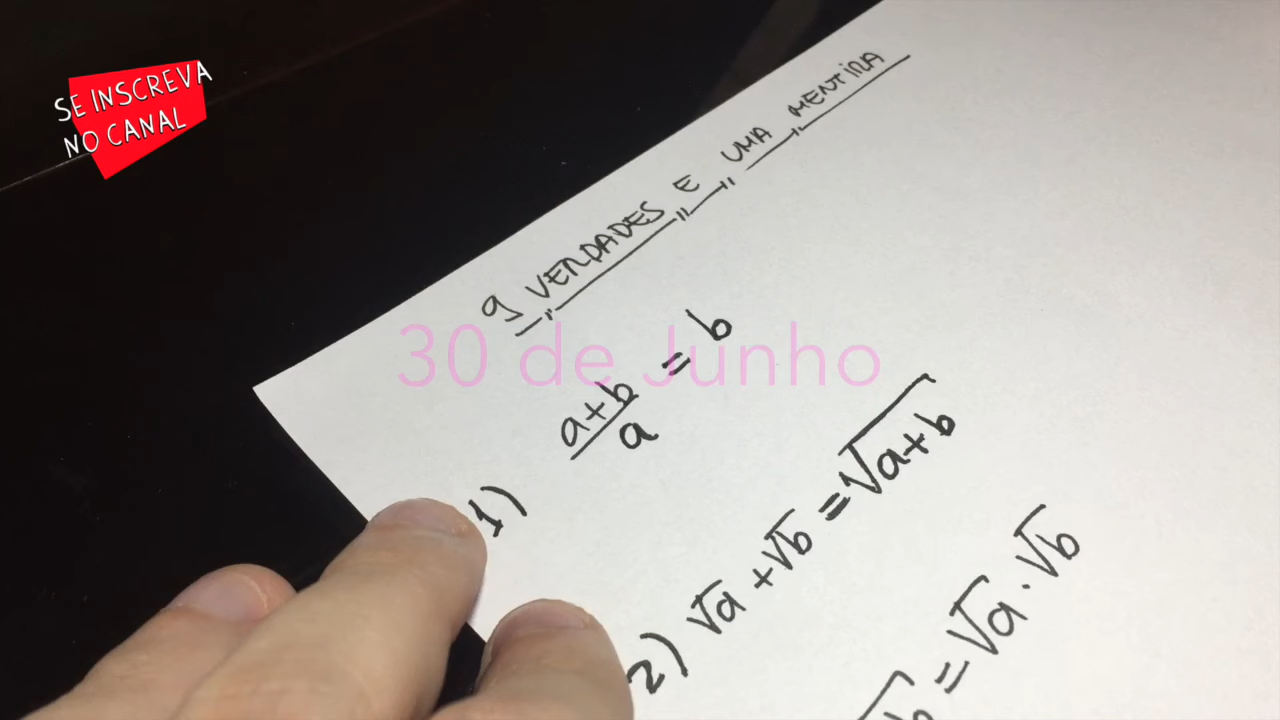 SE INSCREVA
NO CANAL
9 VERDADES E UMA MENTIRA
30 de Junho
1) (a+b)/a = b
2) √a + √b = √(a+b)
b = √a · √b